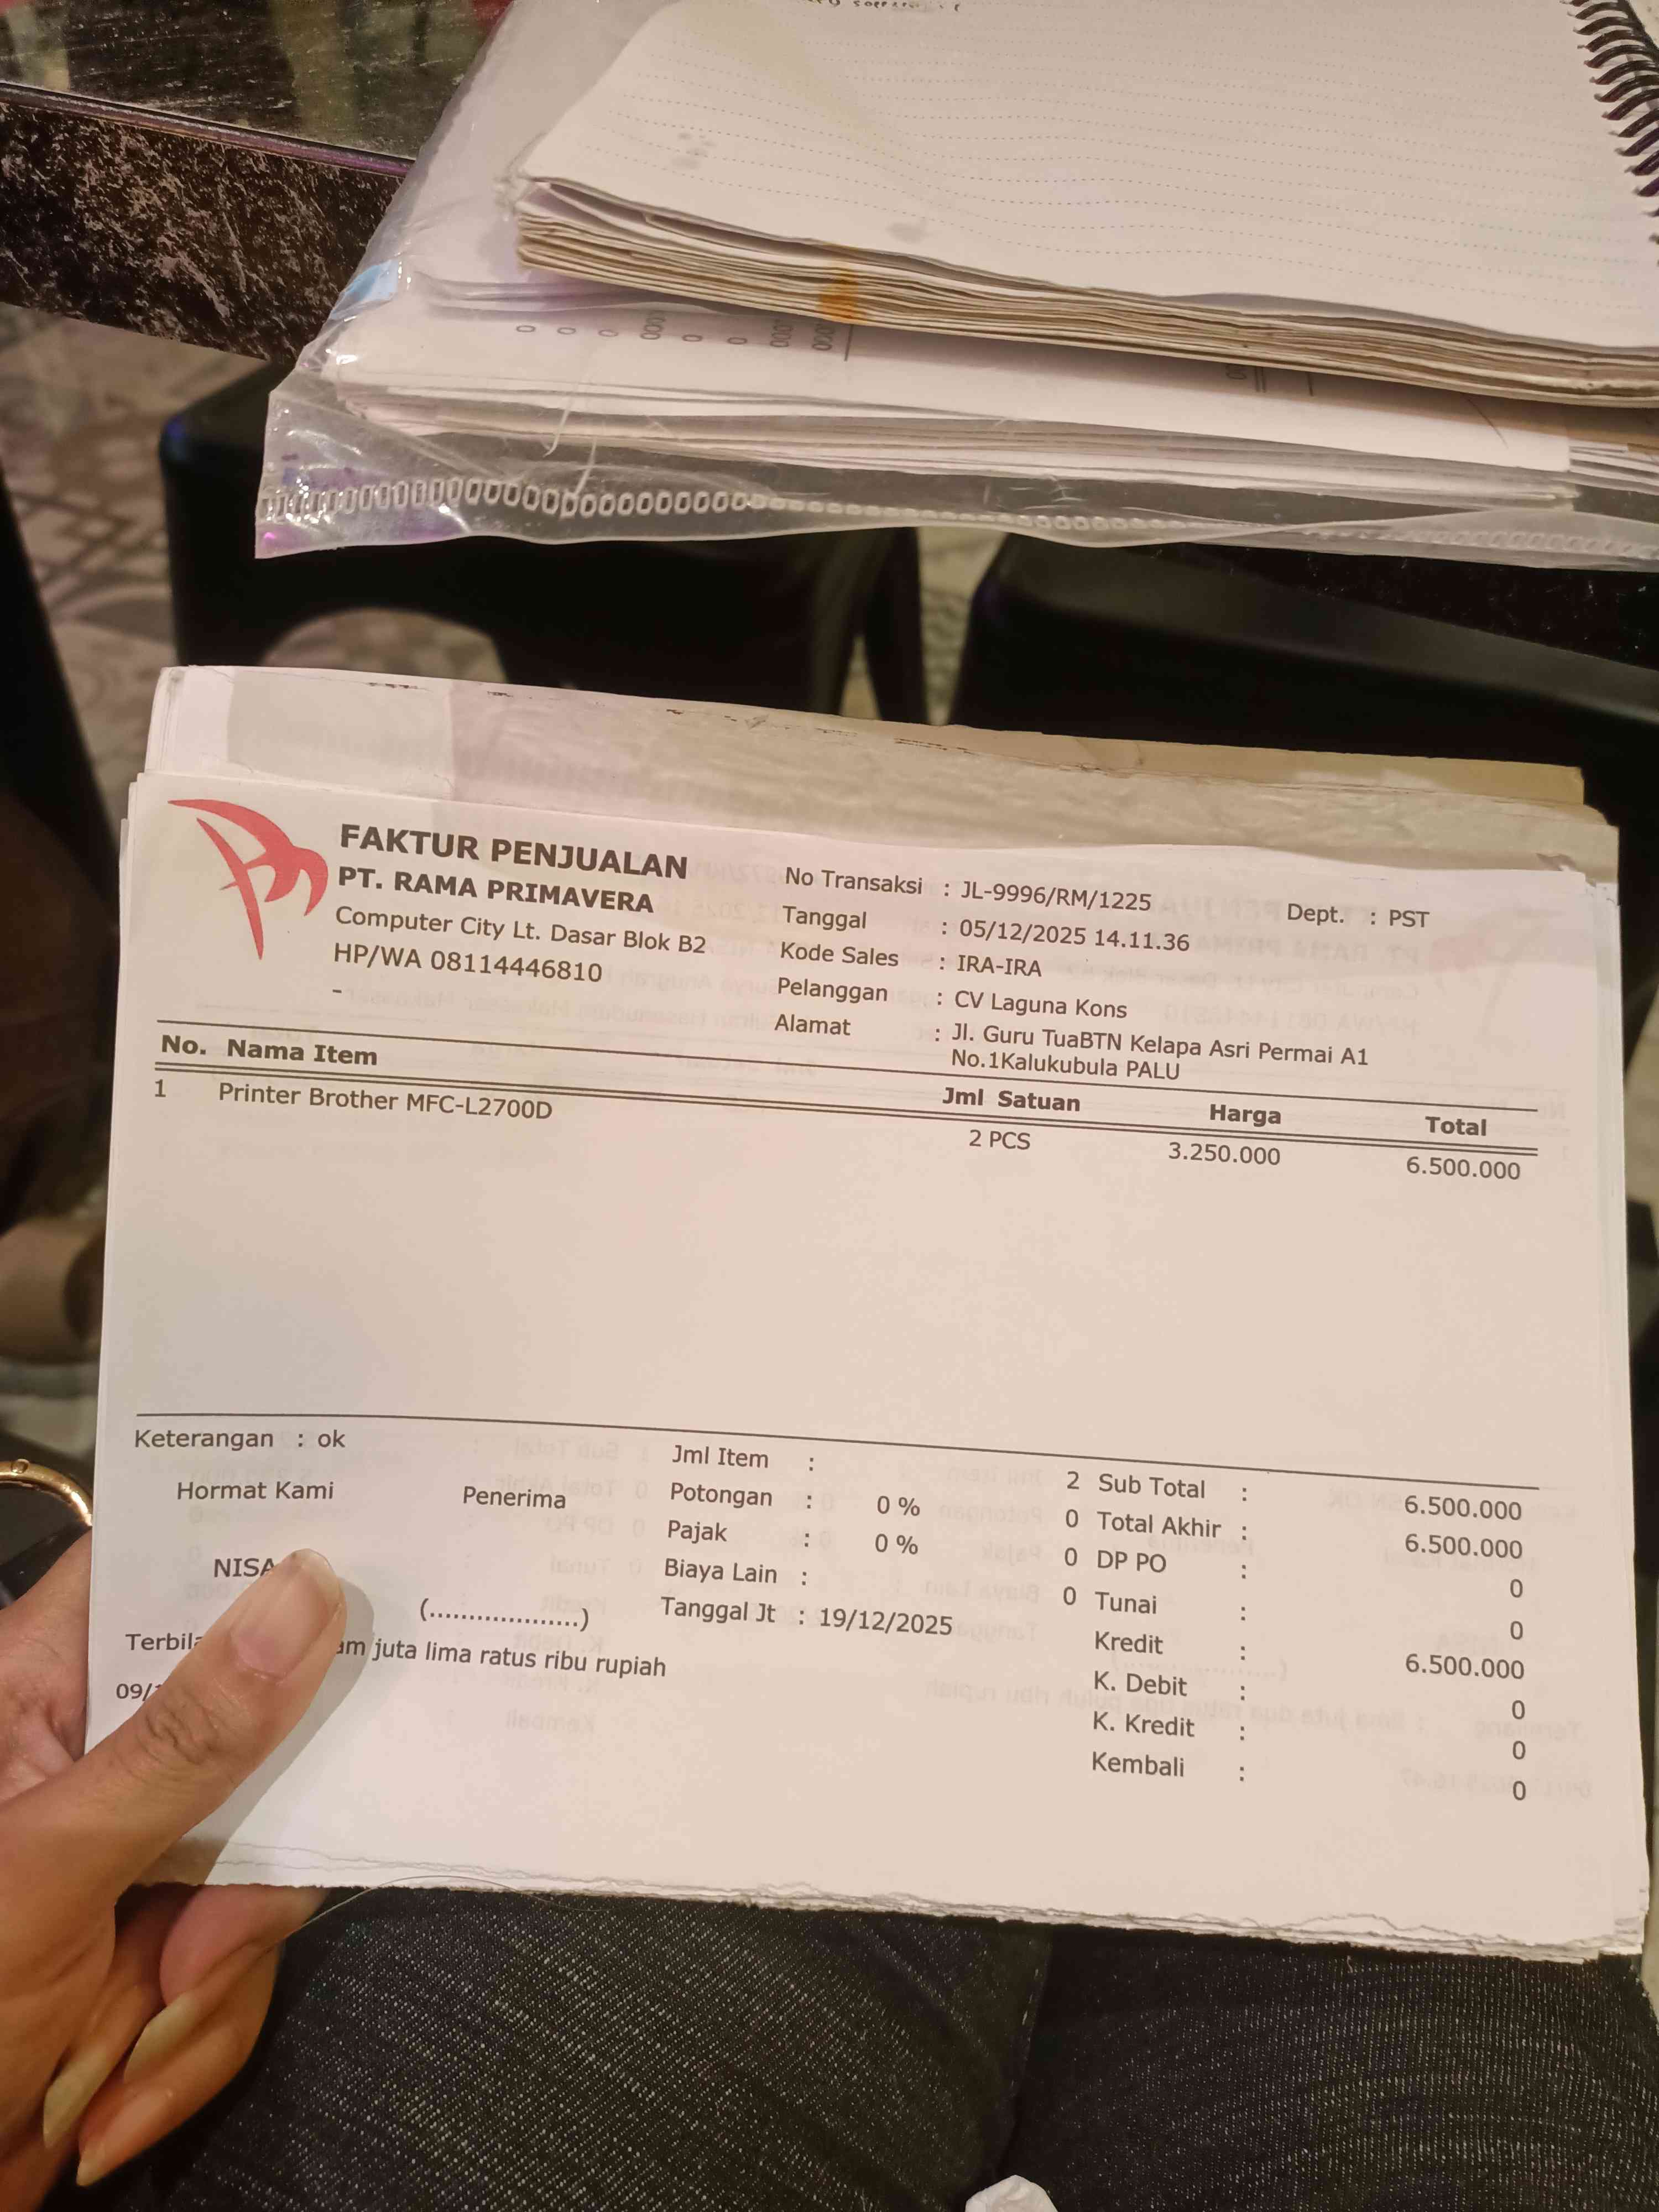 FAKTUR PENJUALAN
PT. RAMA PRIMAVERA
Computer City Lt. Dasar Blok B2
HP/WA 08114446810
-
No Transaksi : JL-9996/RM/1225
Dept. : PST
Tanggal : 05/12/2025 14.11.36
Kode Sales : IRA-IRA
Pelanggan : CV Laguna Kons
Alamat : Jl. Guru TuaBTN Kelapa Asri Permai A1
No.1Kalukubula PALU
No. Nama Item Jml Satuan Harga Total
1 Printer Brother MFC-L2700D 2 PCS 3.250.000 6.500.000
Keterangan : ok
Hormat Kami Penerima
NISA
(...................)
juta lima ratus ribu rupiah
Jml Item : 2
Potongan : 0 % 0
Pajak : 0 % 0
Biaya Lain : 0
Tanggal Jt : 19/12/2025
Sub Total : 6.500.000
Total Akhir : 6.500.000
DP PO : 0
Tunai : 0
Kredit : 6.500.000
K. Debit : 0
K. Kredit : 0
Kembali : 0